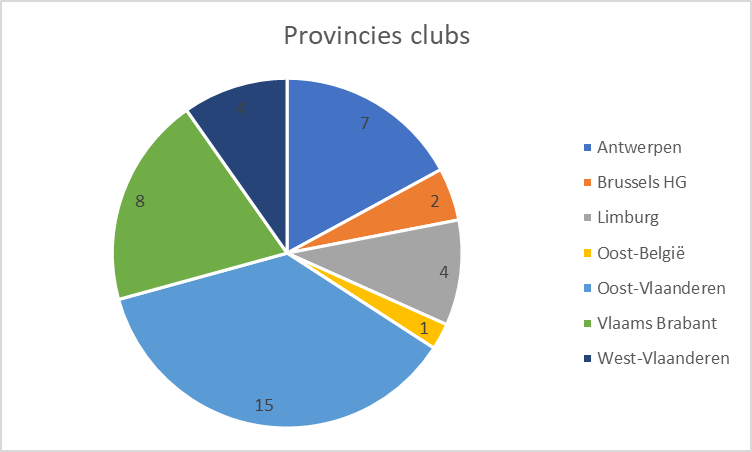 Provincies clubs
7
2
4
1
15
8
4
Antwerpen
Brussels HG
Limburg
Oost-België
Oost-Vlaanderen
Vlaams Brabant
West-Vlaanderen